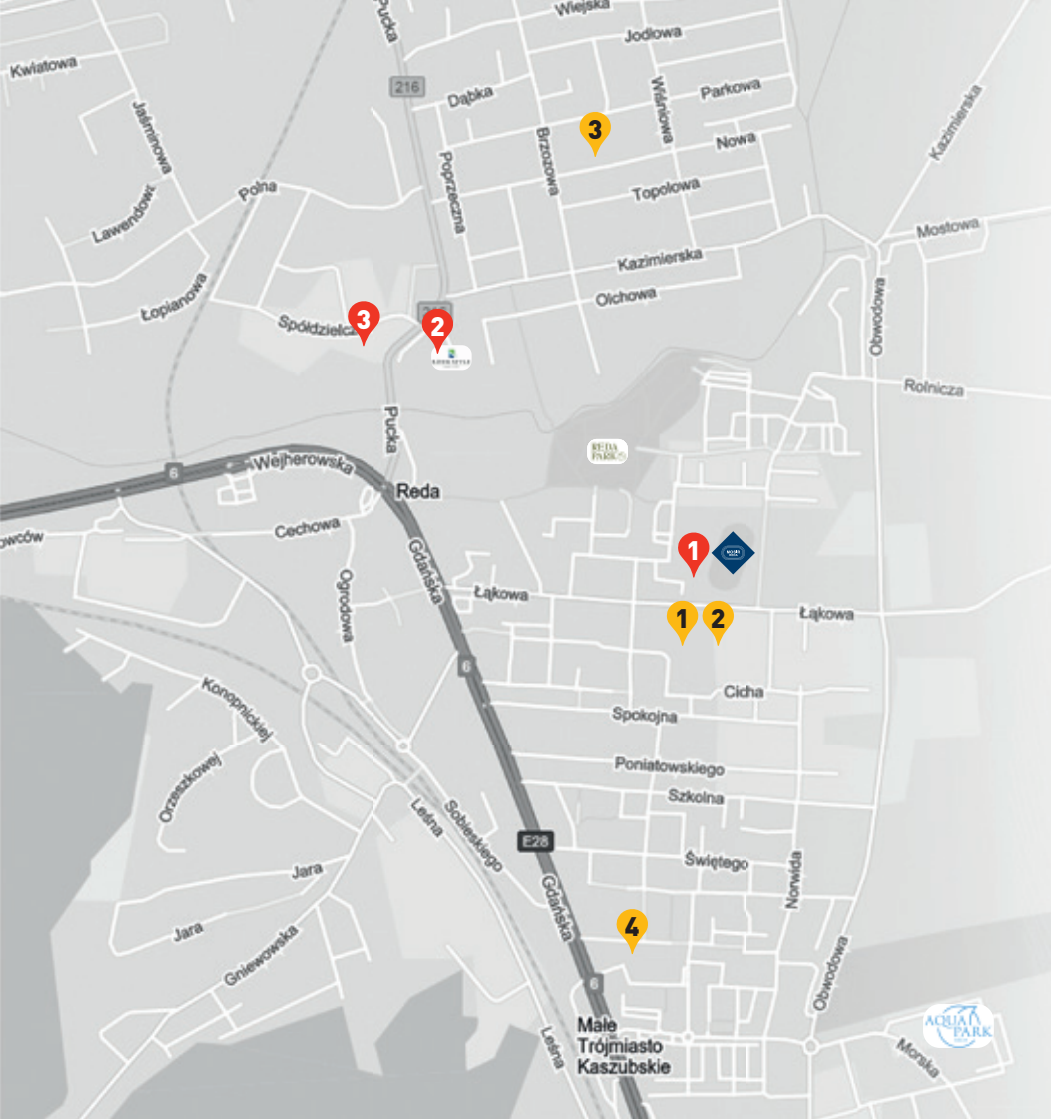 Pucka
Wiejska
Jodłowa
Kwiatowa
216
Dąbka
Wiśniowa
Parkowa
Jaśminowa
3
Kazimierska
Brzozowa
Nowa
Poprzeczna
Polna
Topolowa
Lawendowa
Mostowa
Kazimierska
Łopianowa
Olchowa
Obwodowa
3
2
Spółdzielcz
Rolnicza
Pucka
REDA
PARK
Wejherowska
6
Reda
Cechowa
owców
1
Gdańska
Ogrodowa
Łąkowa
Łąkowa
1
2
6
Konopnickiej
Cicha
Spokojna
Orzeszkowej
Poniatowskiego
Szkolna
Leśna
Sobieskiego
E28
Świętego
Jara
Norwida
Gdańska
4
Jara
Gniewowska
Obwodowa
6
AQUA
PARK
Małe
Trójmiasto
Kaszubskie
Leśna
Morska